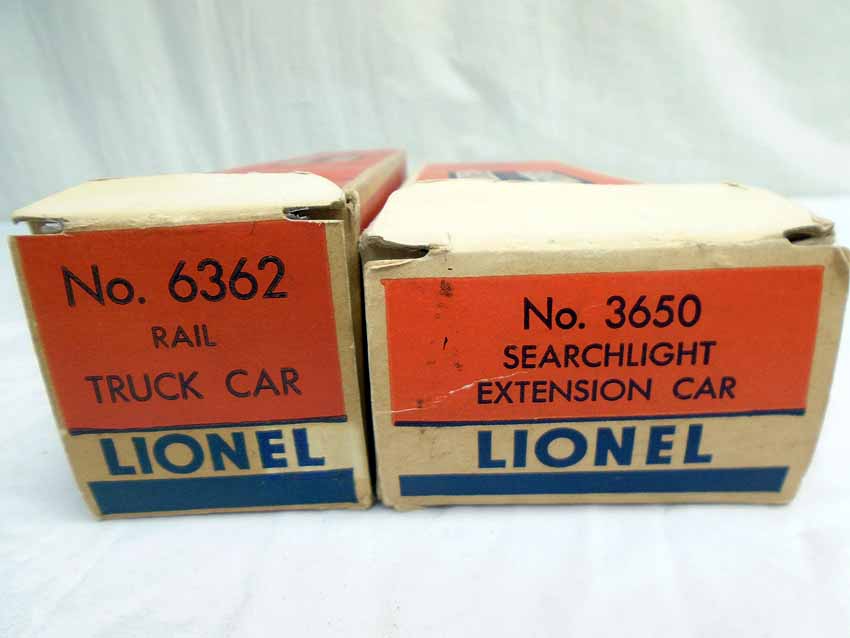 No. 6362
RAIL
TRUCK CAR
LIONEL
No. 3650
SEARCHLIGHT
EXTENSION CAR
LIONEL